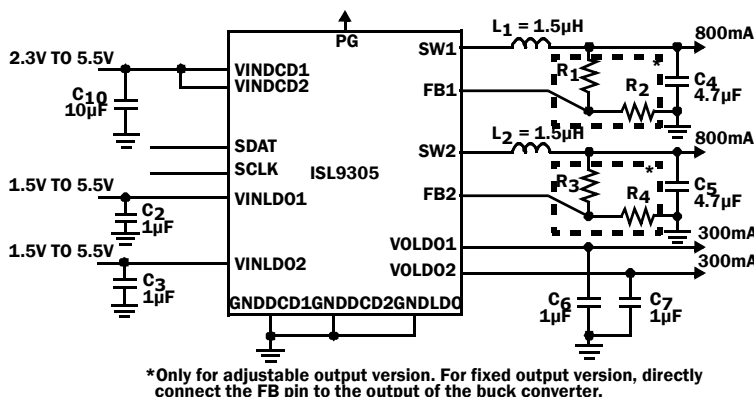 PG
L1 = 1.5µH
800mA
SW1
2.3V TO 5.5V
VINDCD1
VINDCD2
R1
*
C4
4.7µF
FB1
R2
C10
10µF
L2 = 1.5µH
800mA
SW2
SDAT
SCLK
ISL9305
R3
*
C5
4.7µF
FB2
R4
1.5V TO 5.5V
VINLDO1
C2
1µF
300mA
VOLDO1
300mA
VOLDO2
1.5V TO 5.5V
VINLDO2
C3
1µF
C6
1µF
C7
1µF
GNDDCD1
GNDDCD2
GNDLDO
*Only for adjustable output version. For fixed output version, directly
connect the FB pin to the output of the buck converter.